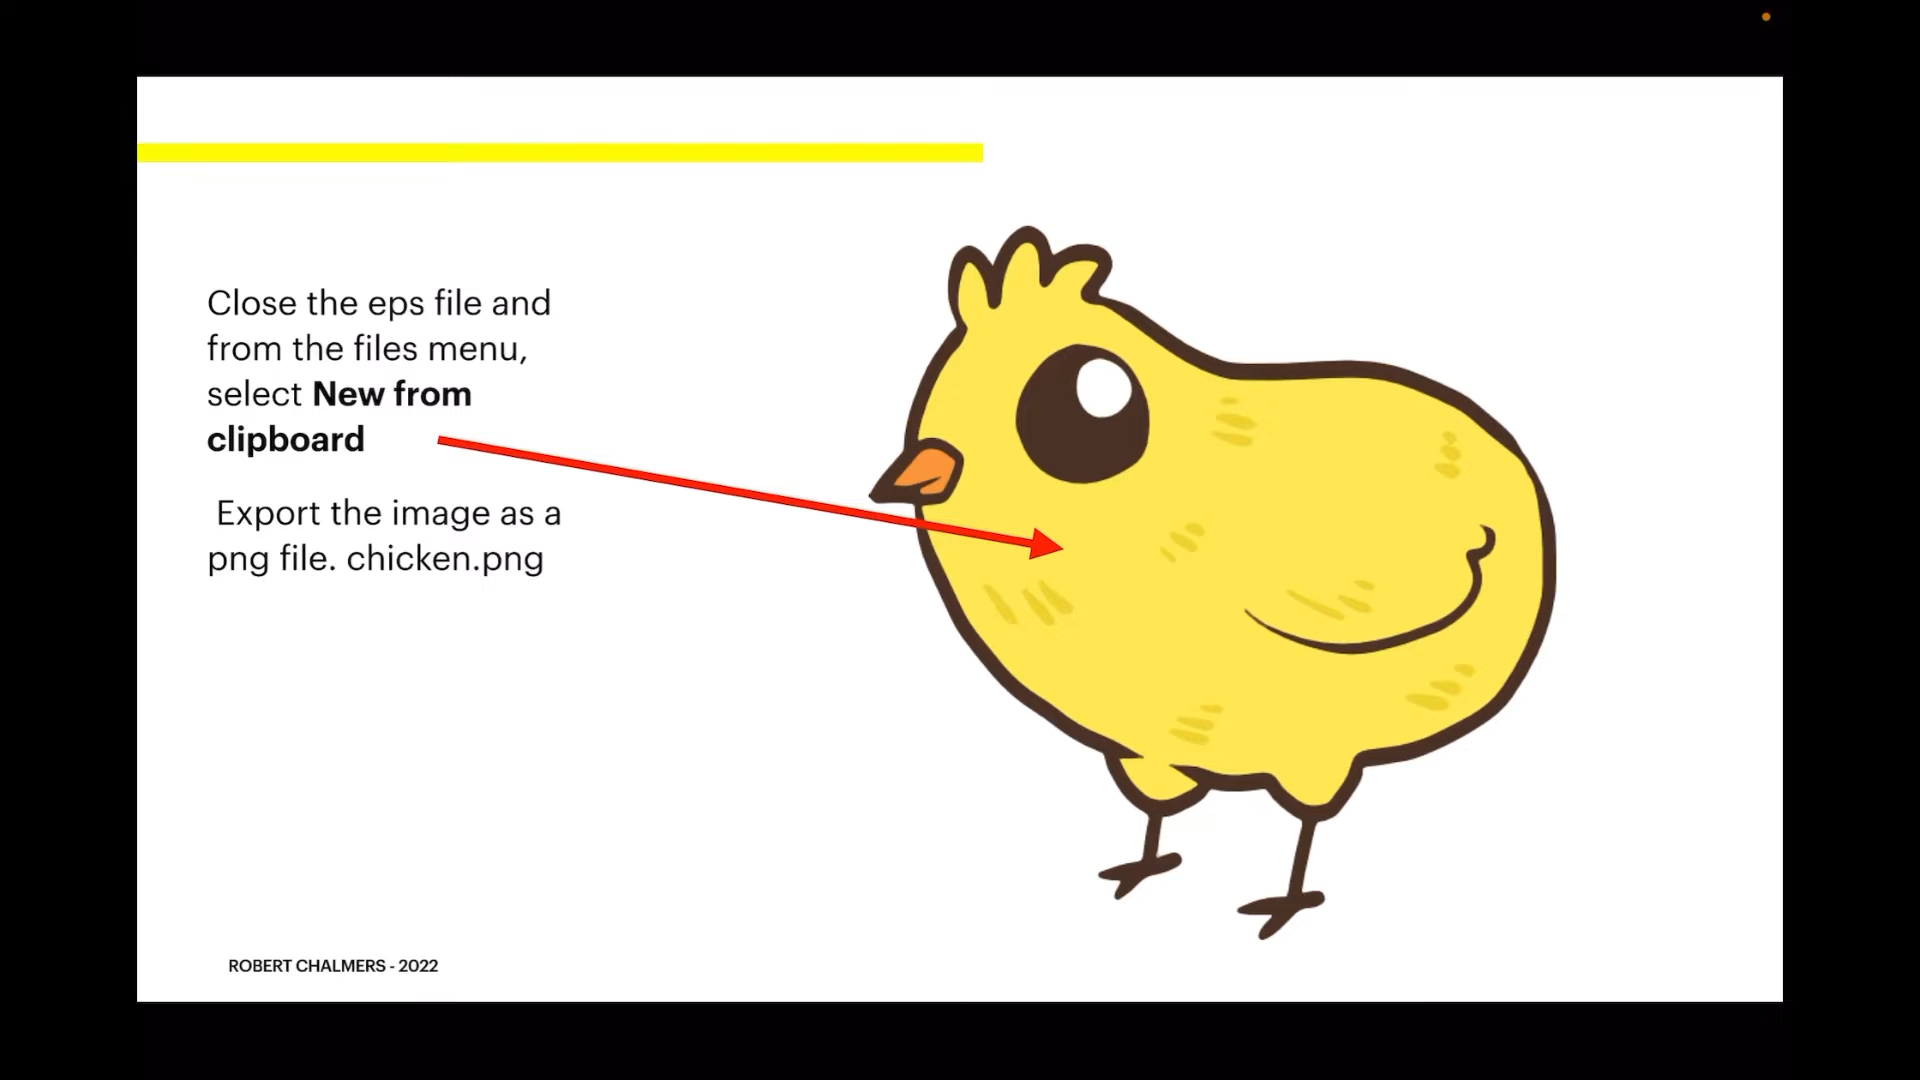 Close the eps file and
from the files menu,
select New from
clipboard
Export the image as a
png file. chicken.png
ROBERT CHALMERS - 2022